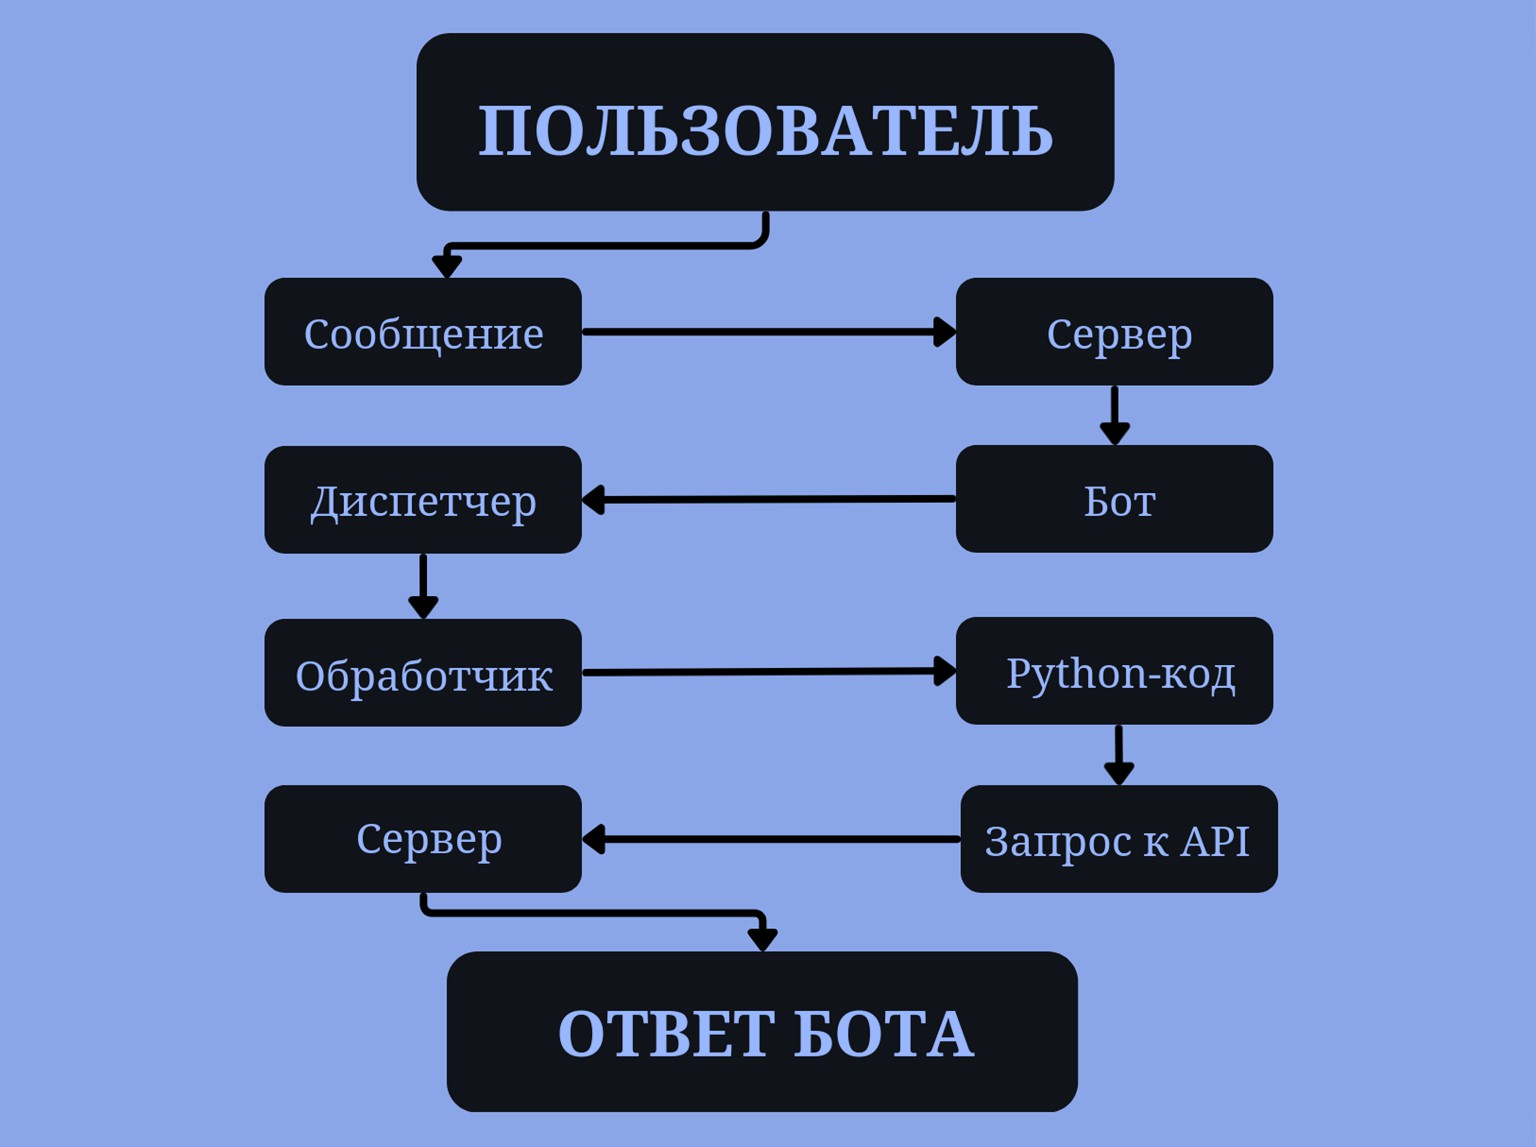 ПОЛЬЗОВАТЕЛЬ
Сообщение
Сервер
Диспетчер
Бот
Обработчик
Python-код
Сервер
Запрос к API
ОТВЕТ БОТА